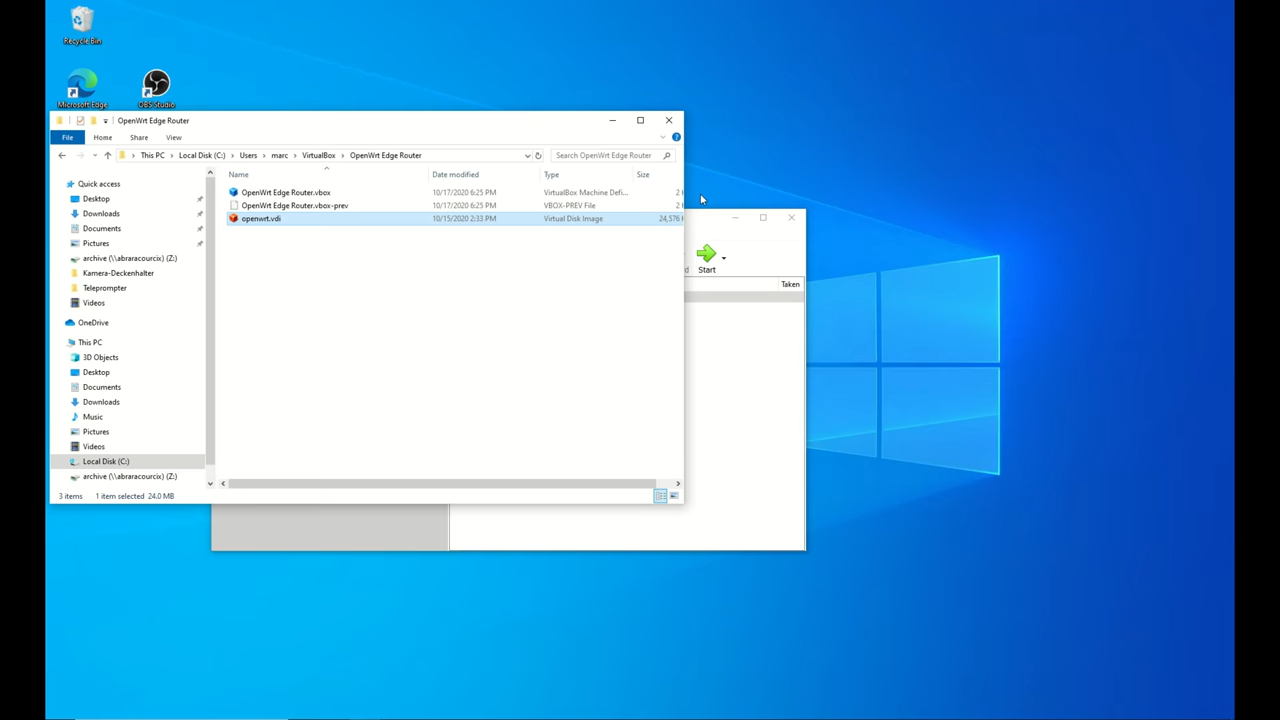 Recycle Bin
Microsoft Edge
OBS Studio
OpenWrt Edge Router
File
Home
Share
View
This PC
Local Disk (C:)
Users
marc
VirtualBox
OpenWrt Edge Router
Search OpenWrt Edge Router
Name
Date modified
Type
Size
OpenWrt Edge Router.vbox
10/17/2020 6:25 PM
VirtualBox Machine Defi...
2
OpenWrt Edge Router.vbox-prev
10/17/2020 6:25 PM
VBOX-PREV File
2
openwrt.vdi
10/15/2020 2:33 PM
Virtual Disk Image
24,576
Quick access
Desktop
Downloads
Documents
Pictures
archive (\\abraracourcix) (Z:)
Kamera-Deckenhalter
Teleprompter
Videos
OneDrive
This PC
3D Objects
Desktop
Documents
Downloads
Music
Pictures
Videos
Local Disk (C:)
archive (\\abraracourcix) (Z:)
3 items
1 item selected 24.0 MB
d
Start
Taken